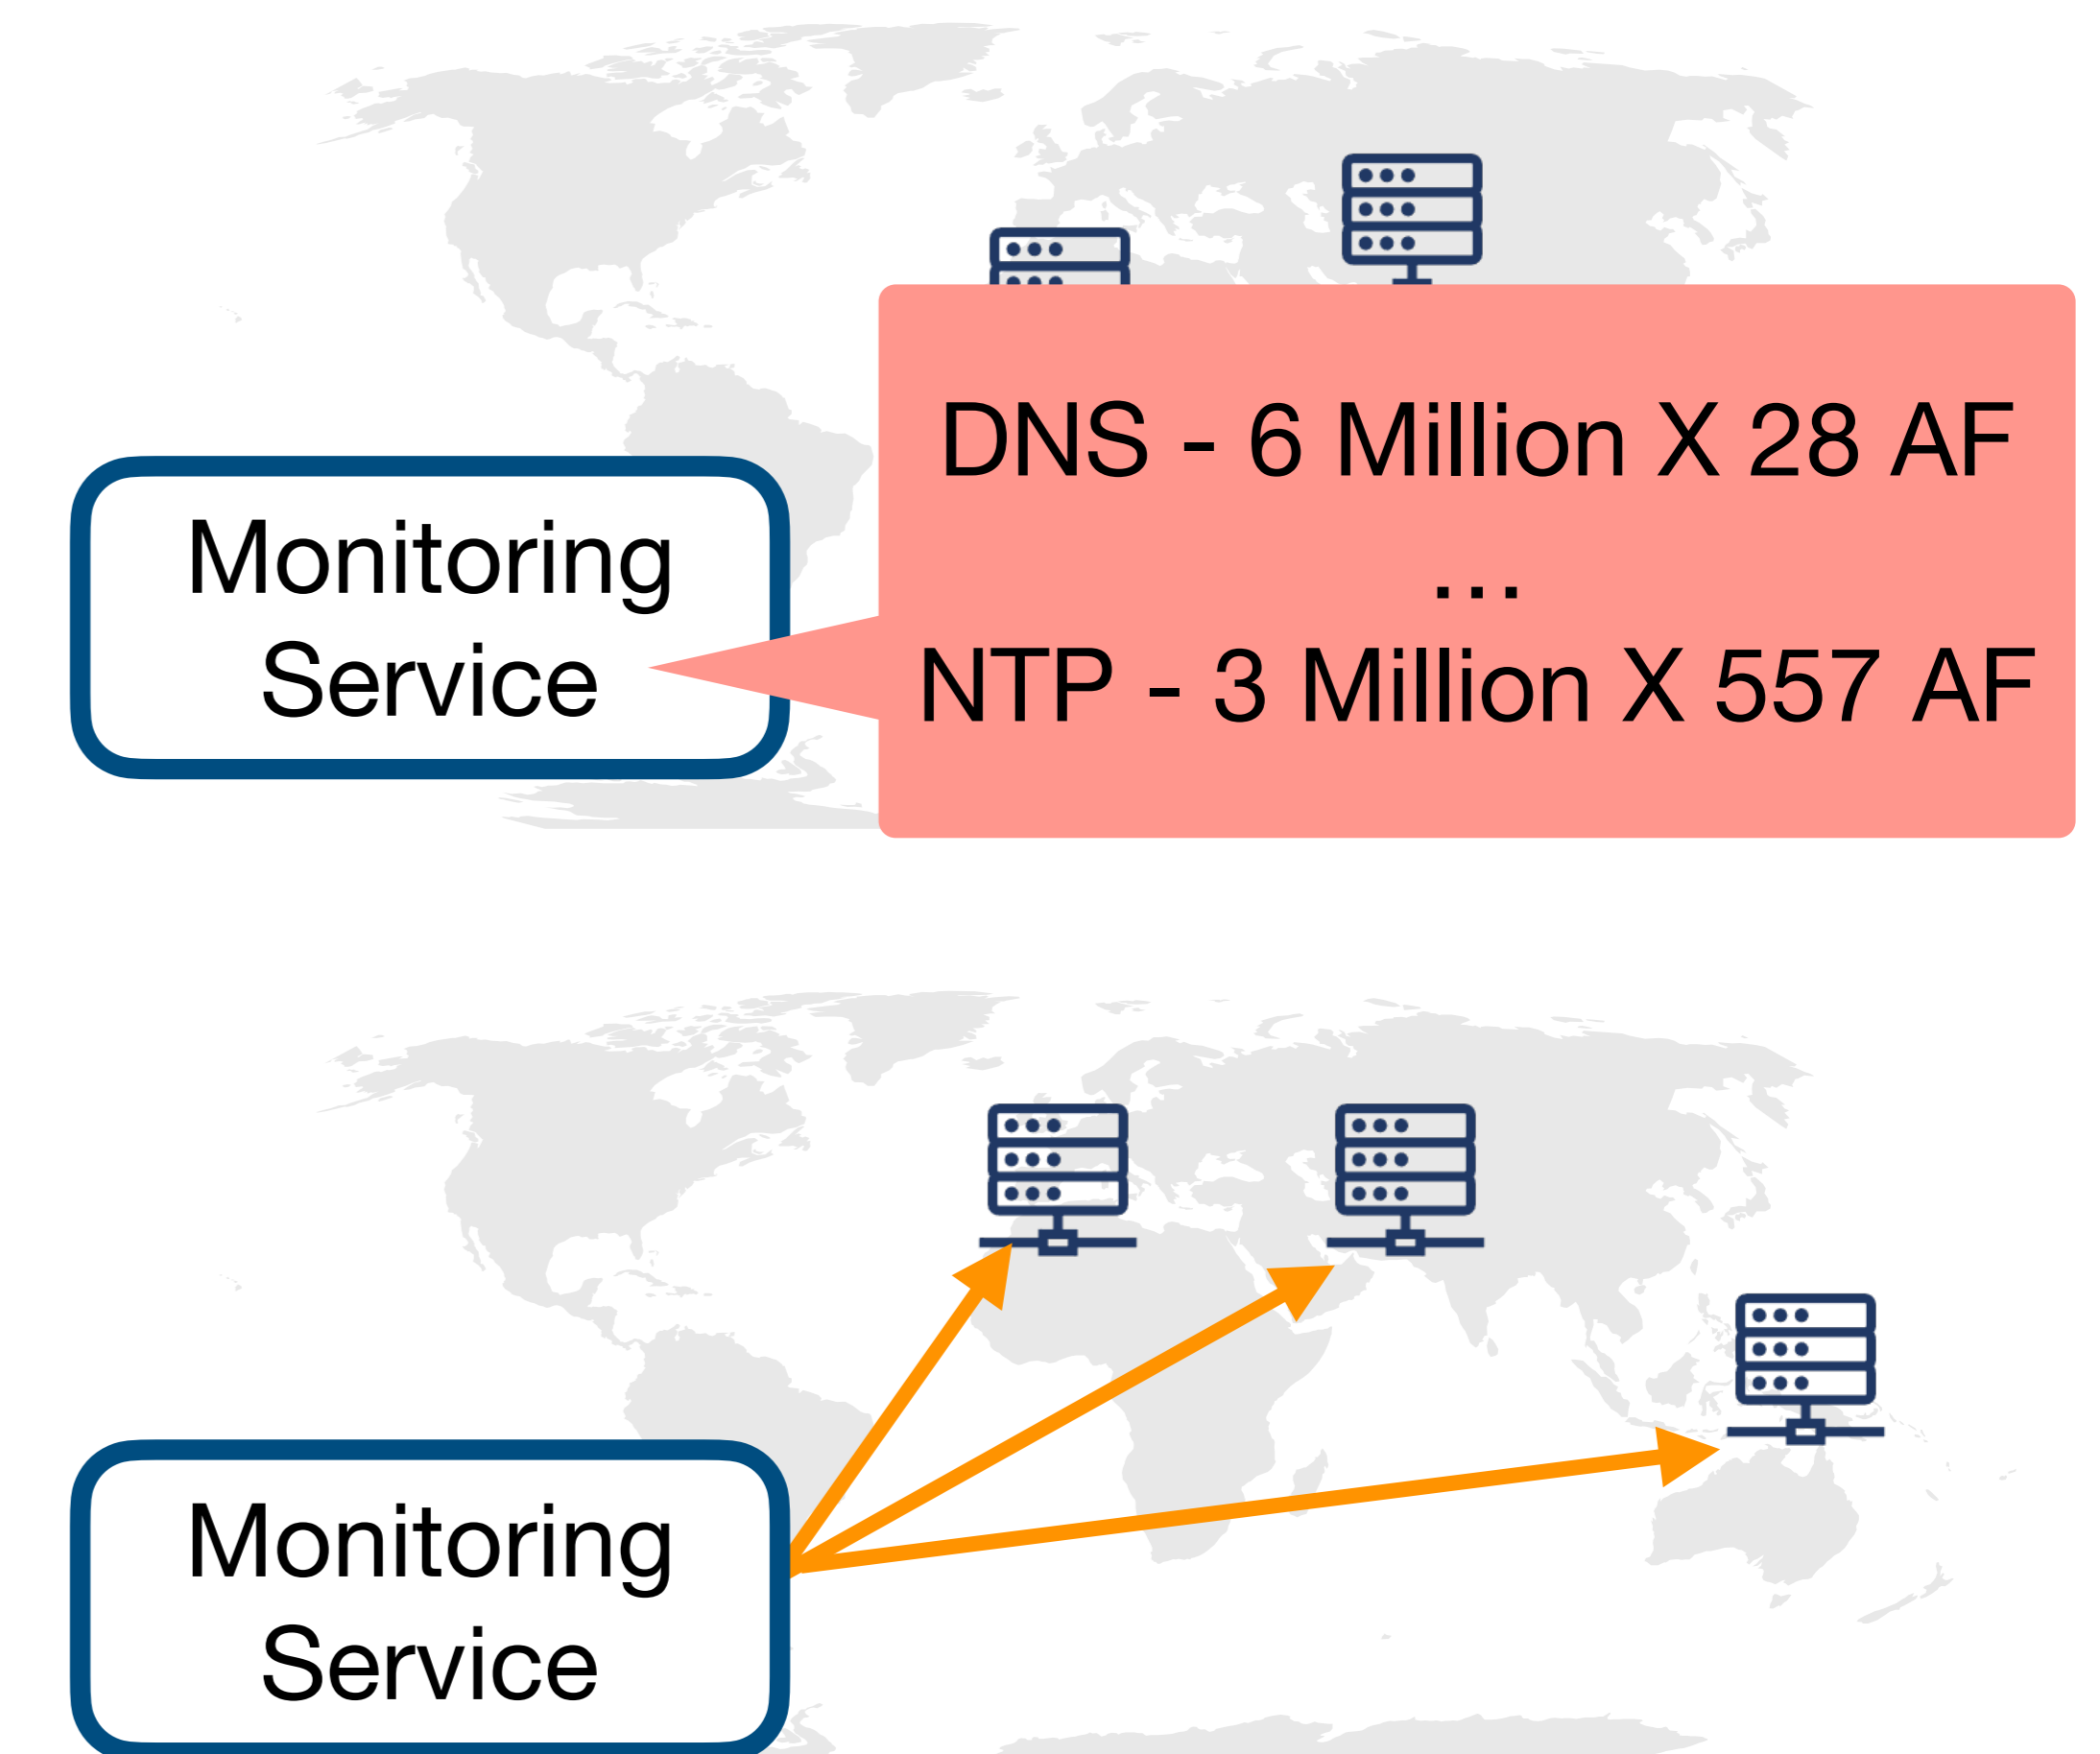 DNS - 6 Million X 28 AF
...
NTP - 3 Million X 557 AF
Monitoring
Service
Monitoring
Service